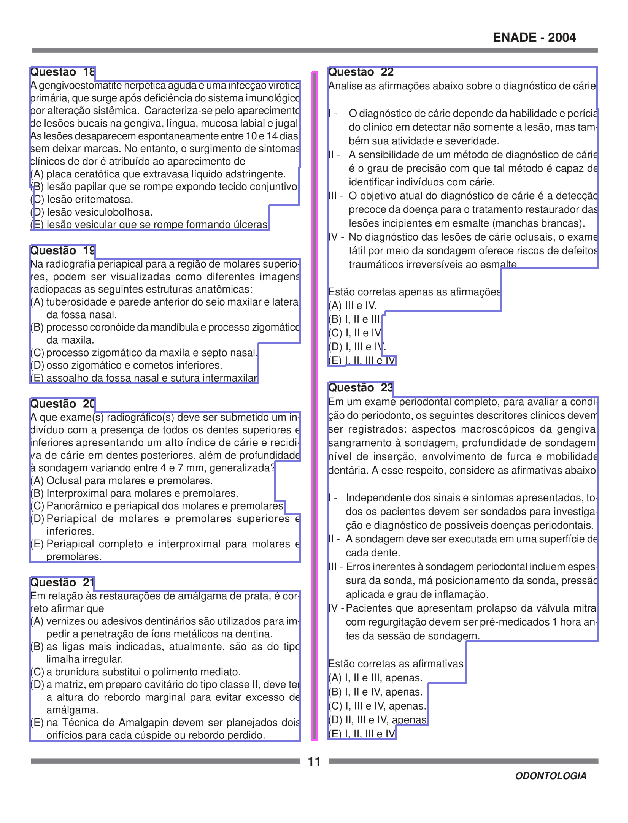 ENADE - 2004
Questão 18
A gengivoestomatite herpética aguda é uma infecção virótica
primária, que surge após deficiência do sistema imunológico
por alteração sistêmica. Caracteriza-se pelo aparecimento
de lesões bucais na gengiva, língua, mucosa labial e jugal.
As lesões desaparecem espontaneamente entre 10 e 14 dias,
sem deixar marcas. No entanto, o surgimento de sintomas
clínicos de dor é atribuído ao aparecimento de
(A) placa ceratótica que extravasa líquido adstringente.
(B) lesão papilar que se rompe expondo tecido conjuntivo.
(C) lesão eritematosa.
(D) lesão vesiculobolhosa.
(E) lesão vesicular que se rompe formando úlceras.
Questão 19
Na radiografia periapical para a região de molares superio-
res, podem ser visualizadas como diferentes imagens
radiopacas as seguintes estruturas anatômicas:
(A) tuberosidade e parede anterior do seio maxilar e lateral
da fossa nasal.
(B) processo coronóide da mandíbula e processo zigomático
da maxila.
(C) processo zigomático da maxila e septo nasal.
(D) osso zigomático e cornetos inferiores.
(E) assoalho da fossa nasal e sutura intermaxilar.
Questão 20
A que exame(s) radiográfico(s) deve ser submetido um in-
divíduo com a presença de todos os dentes superiores e
inferiores apresentando um alto índice de cárie e recidi-
va de cárie em dentes posteriores, além de profundidade
à sondagem variando entre 4 e 7 mm, generalizada?
(A) Oclusal para molares e premolares.
(B) Interproximal para molares e premolares.
(C) Panorâmico e periapical dos molares e premolares.
(D) Periapical de molares e premolares superiores e
inferiores.
(E) Periapical completo e interproximal para molares e
premolares.
Questão 21
Em relação às restaurações de amálgama de prata, é cor-
reto afirmar que
(A) vernizes ou adesivos dentinários são utilizados para im-
pedir a penetração de íons metálicos na dentina.
(B) as ligas mais indicadas, atualmente, são as do tipo
limalha irregular.
(C) a brunidura substitui o polimento mediato.
(D) a matriz, em preparo cavitário do tipo classe II, deve ter
a altura do rebordo marginal para evitar excesso de
amálgama.
(E) na Técnica de Amalgapin devem ser planejados dois
orifícios para cada cúspide ou rebordo perdido.
Questão 22
Analise as afirmações abaixo sobre o diagnóstico de cárie.
I - O diagnóstico de cárie depende da habilidade e perícia
do clínico em detectar não somente a lesão, mas tam-
bém sua atividade e severidade.
II - A sensibilidade de um método de diagnóstico de cárie
é o grau de precisão com que tal método é capaz de
identificar indivíduos com cárie.
III - O objetivo atual do diagnóstico de cárie é a detecção
precoce da doença para o tratamento restaurador das
lesões incipientes em esmalte (manchas brancas).
IV - No diagnóstico das lesões de cárie oclusais, o exame
tátil por meio da sondagem oferece riscos de defeitos
traumáticos irreversíveis ao esmalte.
Estão corretas apenas as afirmações
(A) III e IV.
(B) I, II e III.
(C) I, II e IV.
(D) I, III e IV.
(E) I, II, III e IV.
Questão 23
Em um exame periodontal completo, para avaliar a condi-
ção do periodonto, os seguintes descritores clínicos devem
ser registrados: aspectos macroscópicos da gengiva,
sangramento à sondagem, profundidade de sondagem,
nível de inserção, envolvimento de furca e mobilidade
dentária. A esse respeito, considere as afirmativas abaixo.
I - Independente dos sinais e sintomas apresentados, to-
dos os pacientes devem ser sondados para investiga-
ção e diagnóstico de possíveis doenças periodontais.
II - A sondagem deve ser executada em uma superfície de
cada dente.
III - Erros inerentes à sondagem periodontal incluem espes-
sura da sonda, má posicionamento da sonda, pressão
aplicada e grau de inflamação.
IV - Pacientes que apresentam prolapso da válvula mitral
com regurgitação devem ser pré-medicados 1 hora an-
tes da sessão de sondagem.
Estão corretas as afirmativas
(A) I, II e III, apenas.
(B) I, II e IV, apenas.
(C) I, III e IV, apenas.
(D) II, III e IV, apenas.
(E) I, II, III e IV.
11
ODONTOLOGIA